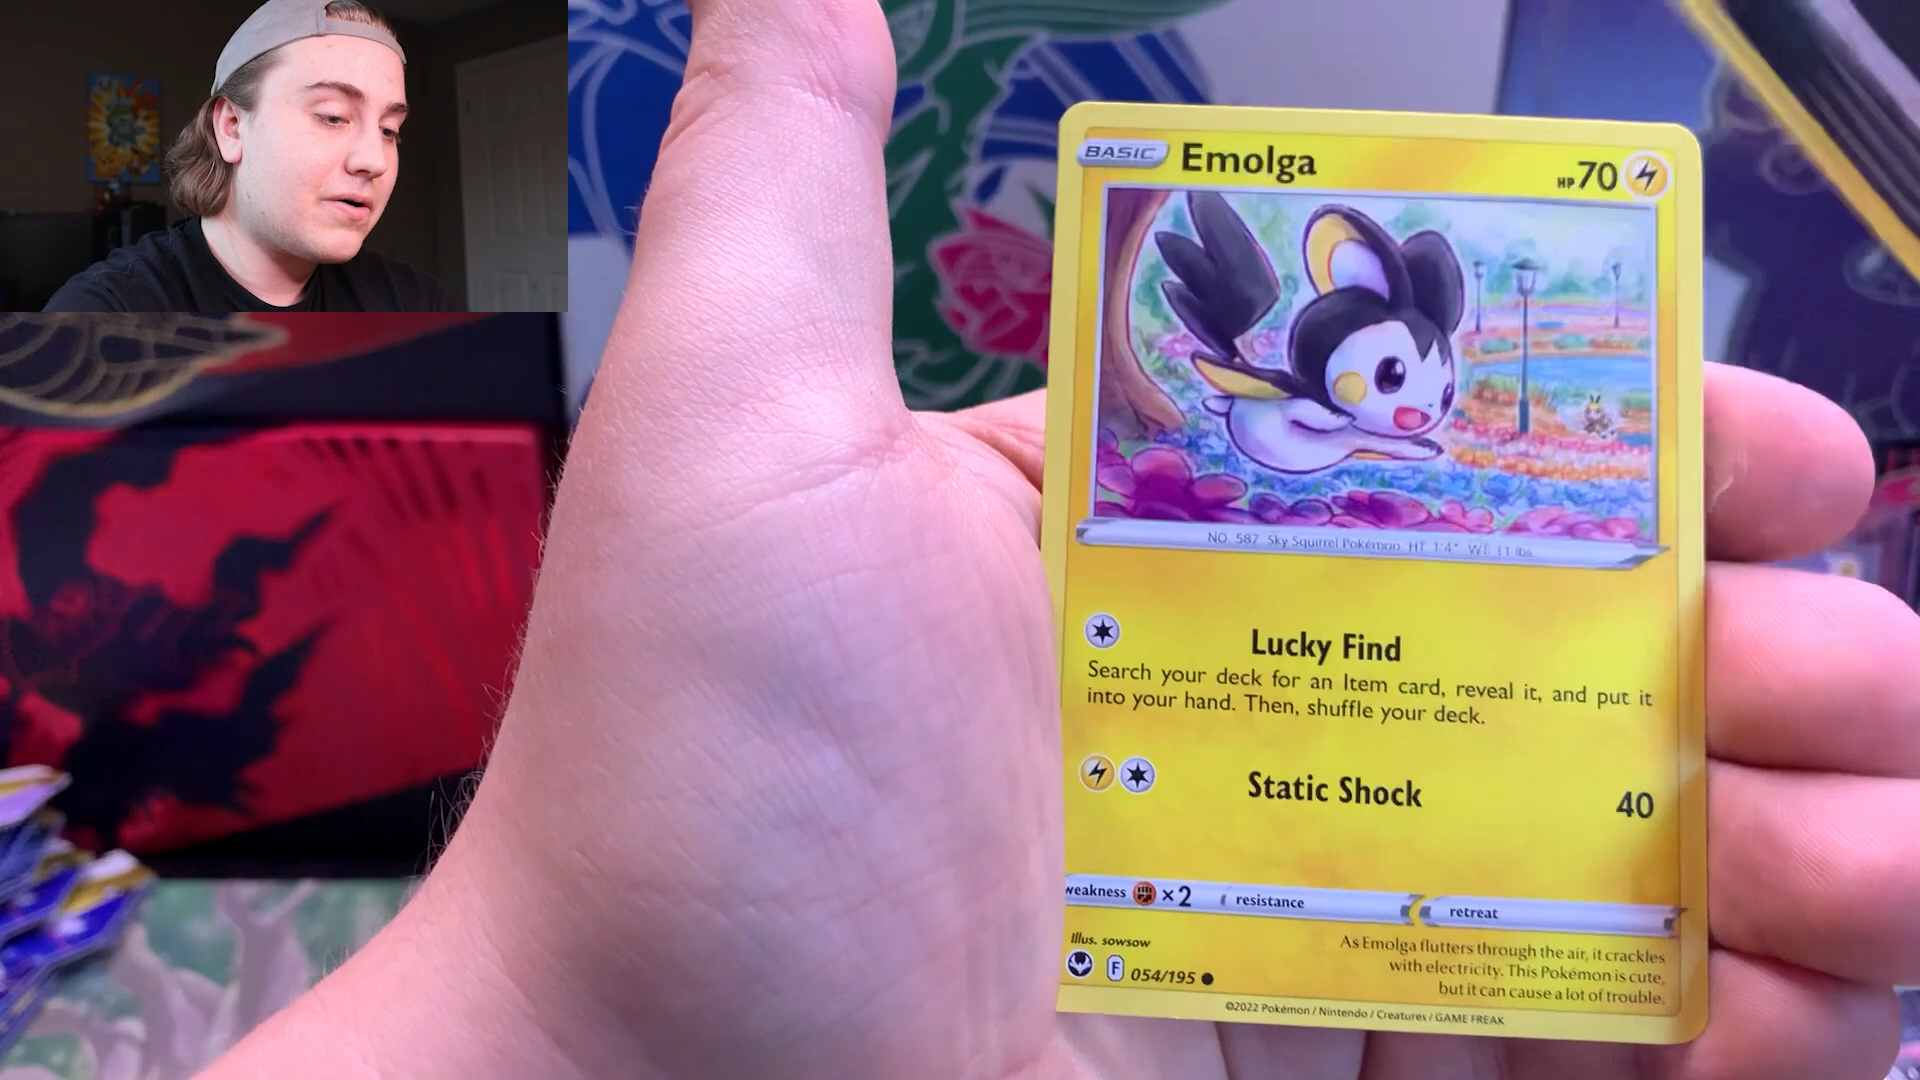 BASIC Emolga HP 70
NO. 587 Sky Squirrel Pokémon HT 1'4" WT 11 lbs.
Lucky Find
Search your deck for an Item card, reveal it, and put it
into your hand. Then, shuffle your deck.
Static Shock 40
weakness ×2 resistance retreat
Illus. sowsow
F 054/195
As Emolga flutters through the air, it crackles
with electricity. This Pokémon is cute,
but it can cause a lot of trouble.
©2022 Pokémon / Nintendo / Creatures / GAME FREAK